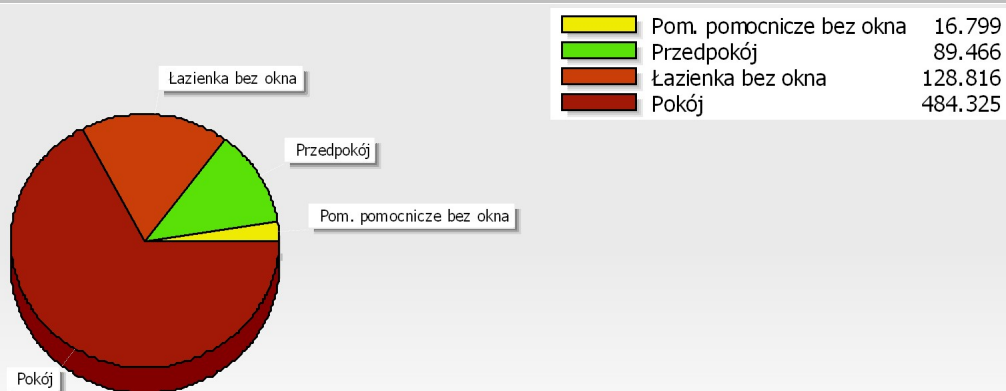 Pom. pomocnicze bez okna 16.799
Przedpokój 89.466
Łazienka bez okna 128.816
Pokój 484.325
Łazienka bez okna
Przedpokój
Pom. pomocnicze bez okna
Pokój